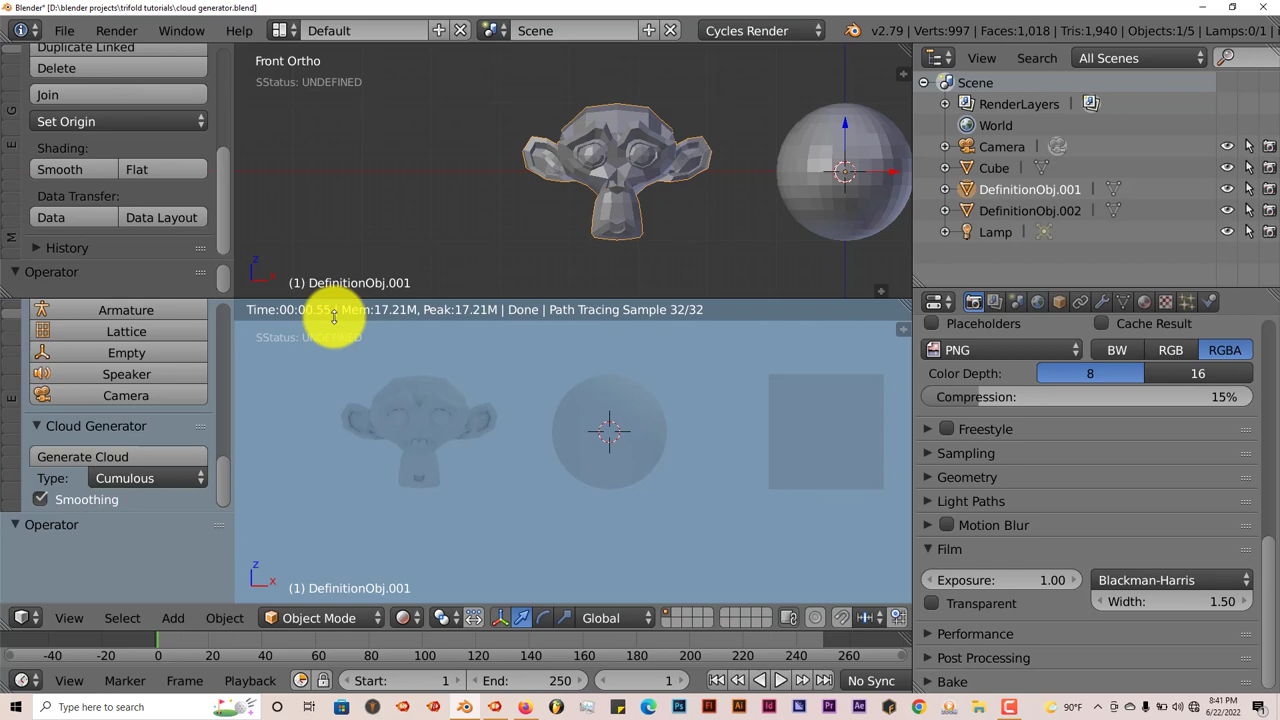 Blender* [D:\blender projects\trifold tutorials\cloud generator.blend]
File Render Window Help Default Scene Cycles Render v2.79 | Verts:997 | Faces:1,018 | Tris:1,940 | Objects:1/5 | Lamps:0/1
Duplicate Linked
Delete
Join
Set Origin
Shading:
Smooth Flat
Data Transfer:
Data Data Layout
History
Operator
G
E
M
Front Ortho
SStatus: UNDEFINED
(1) DefinitionObj.001
View Search All Scenes
Scene
RenderLayers
World
Camera
Cube
DefinitionObj.001
DefinitionObj.002
Lamp
Armature
Lattice
Empty
Speaker
Camera
Cloud Generator
Generate Cloud
Type: Cumulous
Smoothing
Operator
E
Time:00:00.55 | Mem:17.21M, Peak:17.21M | Done | Path Tracing Sample 32/32
SStatus: UNDEFINED
(1) DefinitionObj.001
Placeholders Cache Result
PNG BW RGB RGBA
Color Depth: 8 16
Compression: 15%
Freestyle
Sampling
Geometry
Light Paths
Motion Blur
Film
Exposure: 1.00 Blackman-Harris
Transparent Width: 1.50
Performance
Post Processing
Bake
View Select Add Object Object Mode Global
-40 -20 0 20 40 60 80 100 120 140 160 180 200 220 240 260
View Marker Frame Playback Start: 1 End: 250 1 No Sync
Type here to search
90°F
8:41 PM
6/22/2022